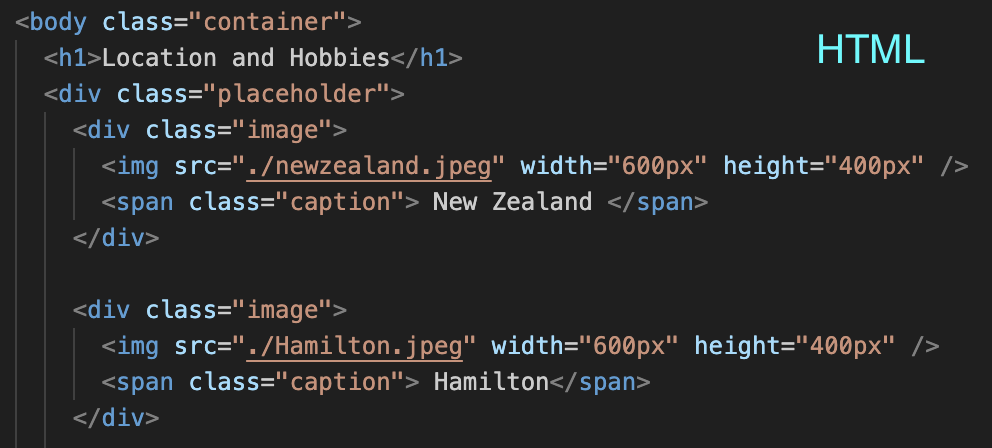 <body class="container">
<h1>Location and Hobbies</h1>
HTML
<div class="placeholder">
<div class="image">
<img src="./newzealand.jpeg" width="600px" height="400px" />
<span class="caption"> New Zealand </span>
</div>
<div class="image">
<img src="./Hamilton.jpeg" width="600px" height="400px" />
<span class="caption"> Hamilton</span>
</div>